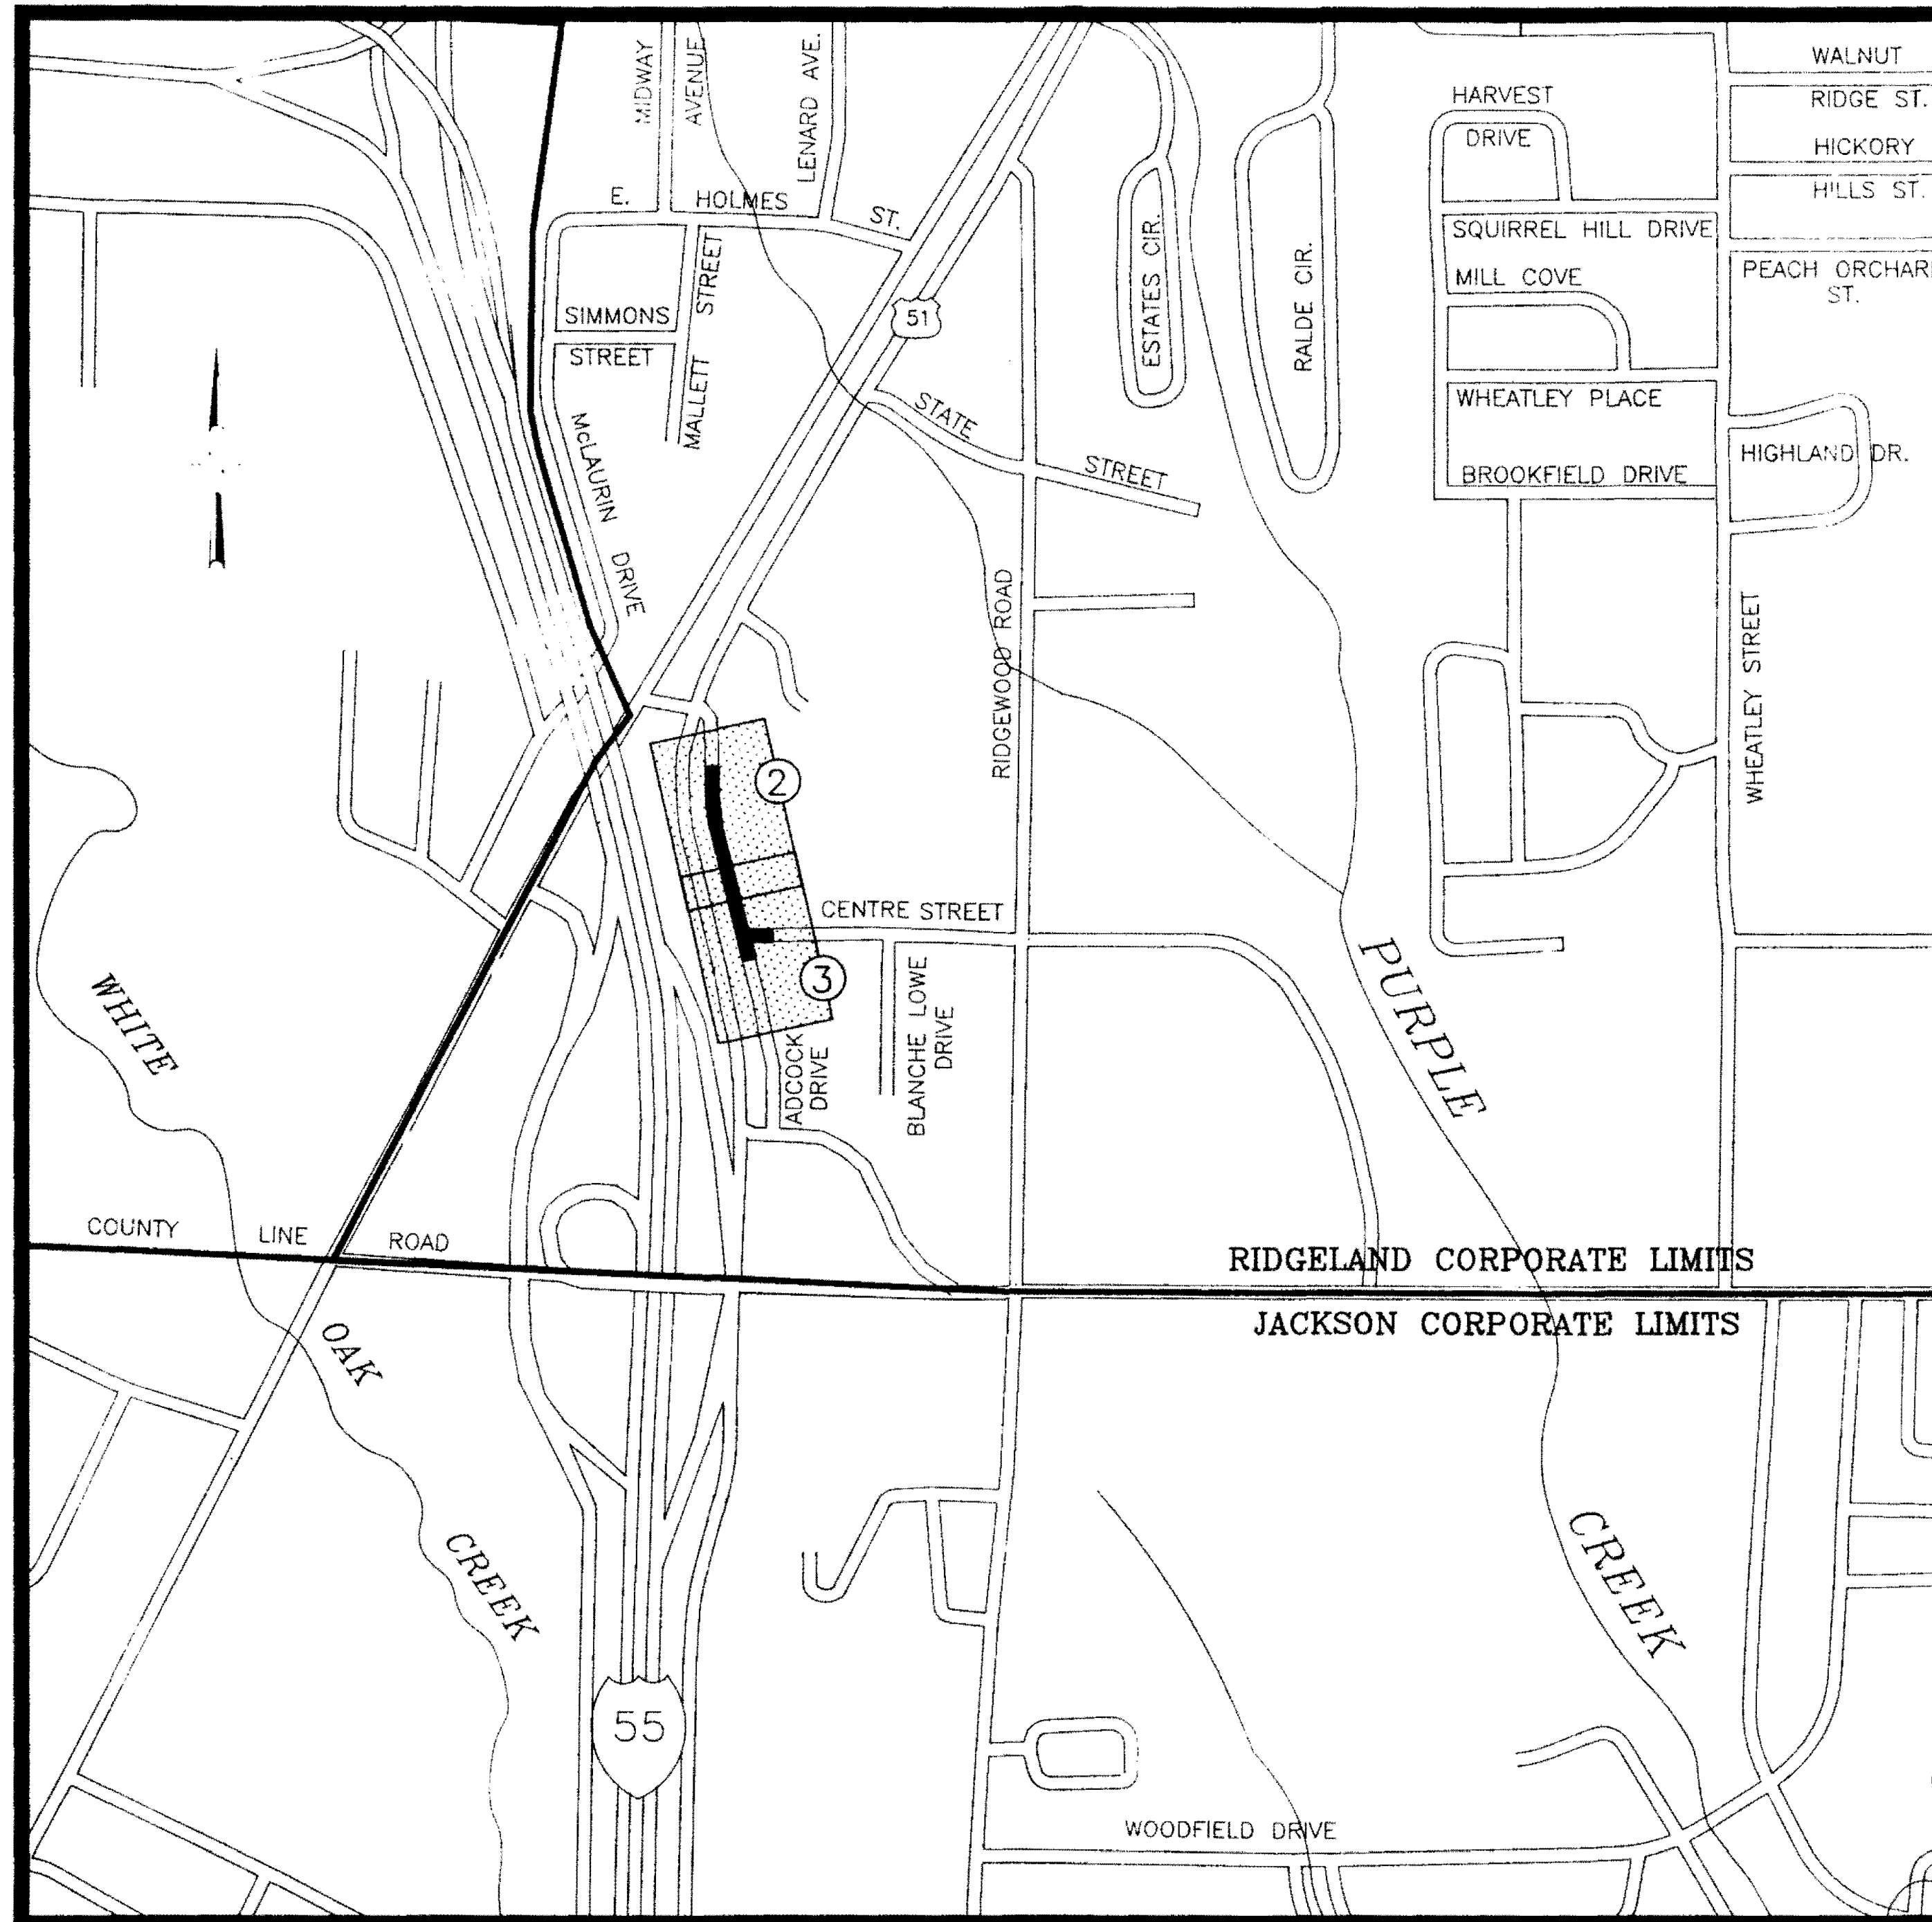 MIDWAY
AVENUE
LENARD AVE.
E. HOLMES ST.
SIMMONS
STREET
MALLETT STREET
McLAURIN DRIVE
51
STATE STREET
ESTATES CIR.
RALDE CIR.
HARVEST
DRIVE
SQUIRREL HILL DRIVE
MILL COVE
WHEATLEY PLACE
BROOKFIELD DRIVE
WALNUT
RIDGE ST.
HICKORY
HILLS ST.
PEACH ORCHAR
ST.
HIGHLAND DR.
WHEATLEY STREET
RIDGEWOOD ROAD
2
CENTRE STREET
3
ADCOCK
DRIVE
BLANCHE LOWE
DRIVE
PURPLE CREEK
WHITE OAK CREEK
COUNTY LINE ROAD
RIDGELAND CORPORATE LIMITS
JACKSON CORPORATE LIMITS
55
WOODFIELD DRIVE